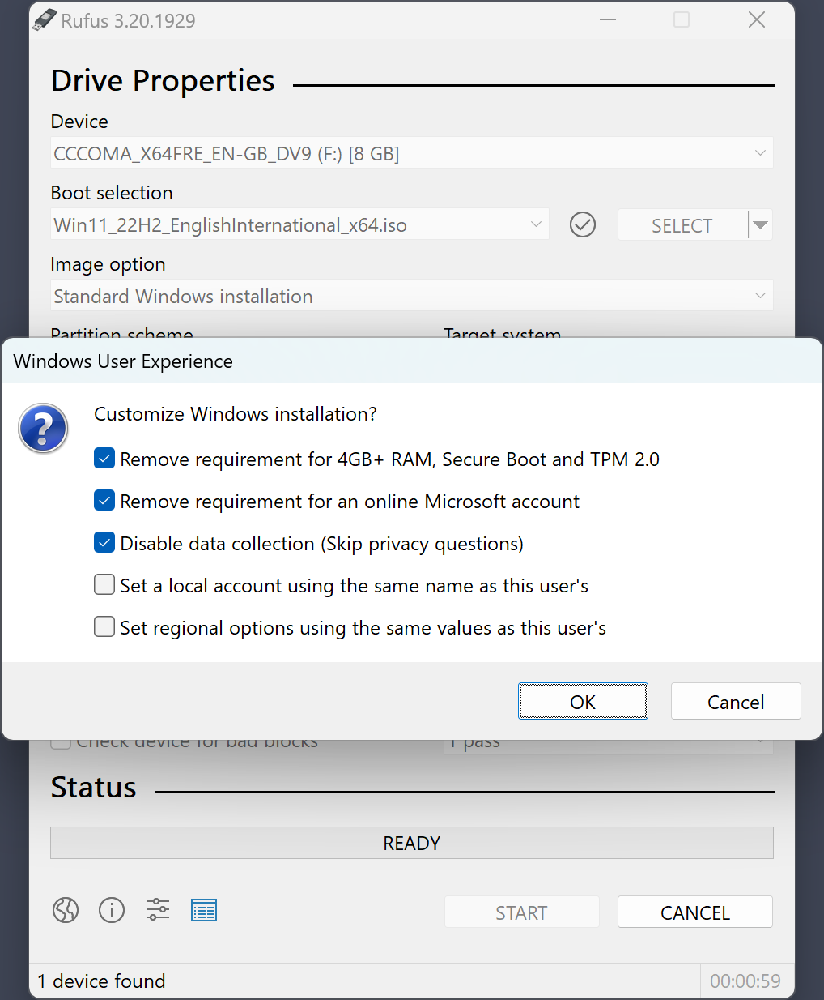 Rufus 3.20.1929
Drive Properties
Device
CCCOMA_X64FRE_EN-GB_DV9 (F:) [8 GB]
Boot selection
Win11_22H2_EnglishInternational_x64.iso
SELECT
Image option
Standard Windows installation
Partition scheme Target system
Windows User Experience
?
Customize Windows installation?
Remove requirement for 4GB+ RAM, Secure Boot and TPM 2.0
Remove requirement for an online Microsoft account
Disable data collection (Skip privacy questions)
Set a local account using the same name as this user's
Set regional options using the same values as this user's
OK Cancel
Check device for bad blocks 1 pass
Status
READY
START CANCEL
1 device found 00:00:59